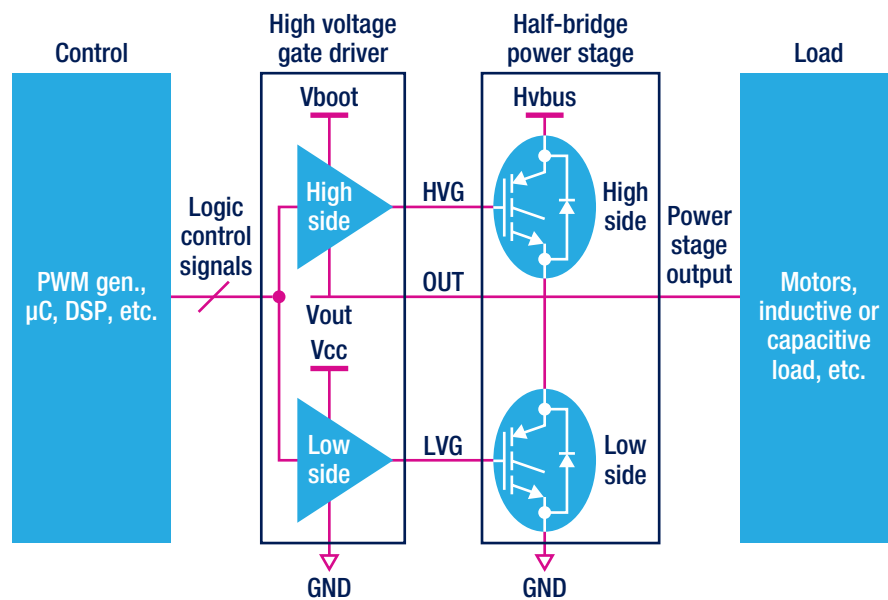 Control
High voltage
gate driver
Half-bridge
power stage
Load
Vboot
Hvbus
High
side
HVG
High
side
Logic
control
signals
Power
stage
output
PWM gen.,
µC, DSP, etc.
OUT
Vout
Vcc
Motors,
inductive or
capacitive
load, etc.
Low
side
LVG
Low
side
GND
GND